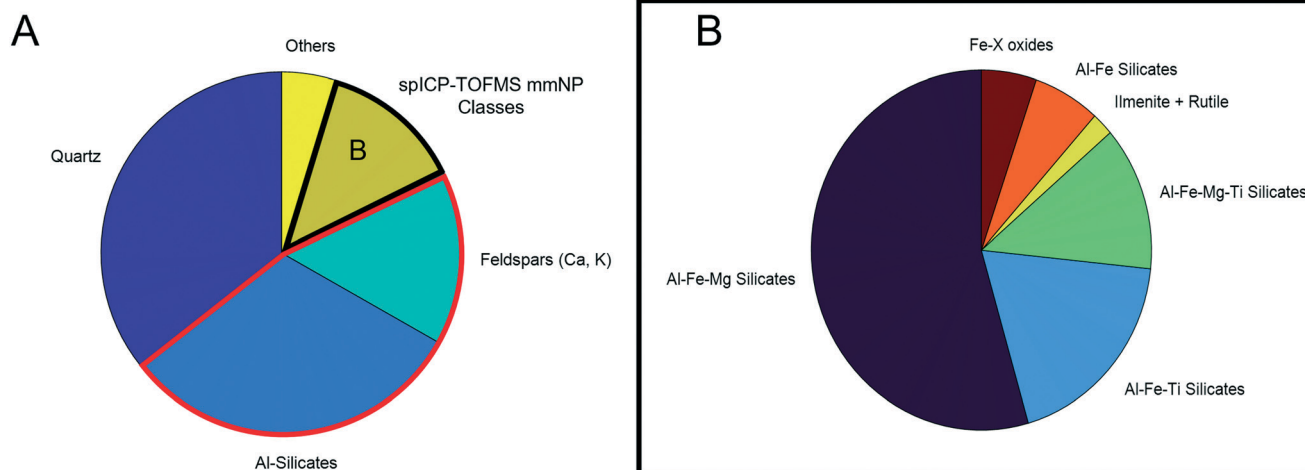 A
Others
spICP-TOFMS mmNP
Classes
B
Quartz
Feldspars (Ca, K)
Al-Silicates
B
Fe-X oxides
Al-Fe Silicates
Ilmenite + Rutile
Al-Fe-Mg-Ti Silicates
Al-Fe-Mg Silicates
Al-Fe-Ti Silicates